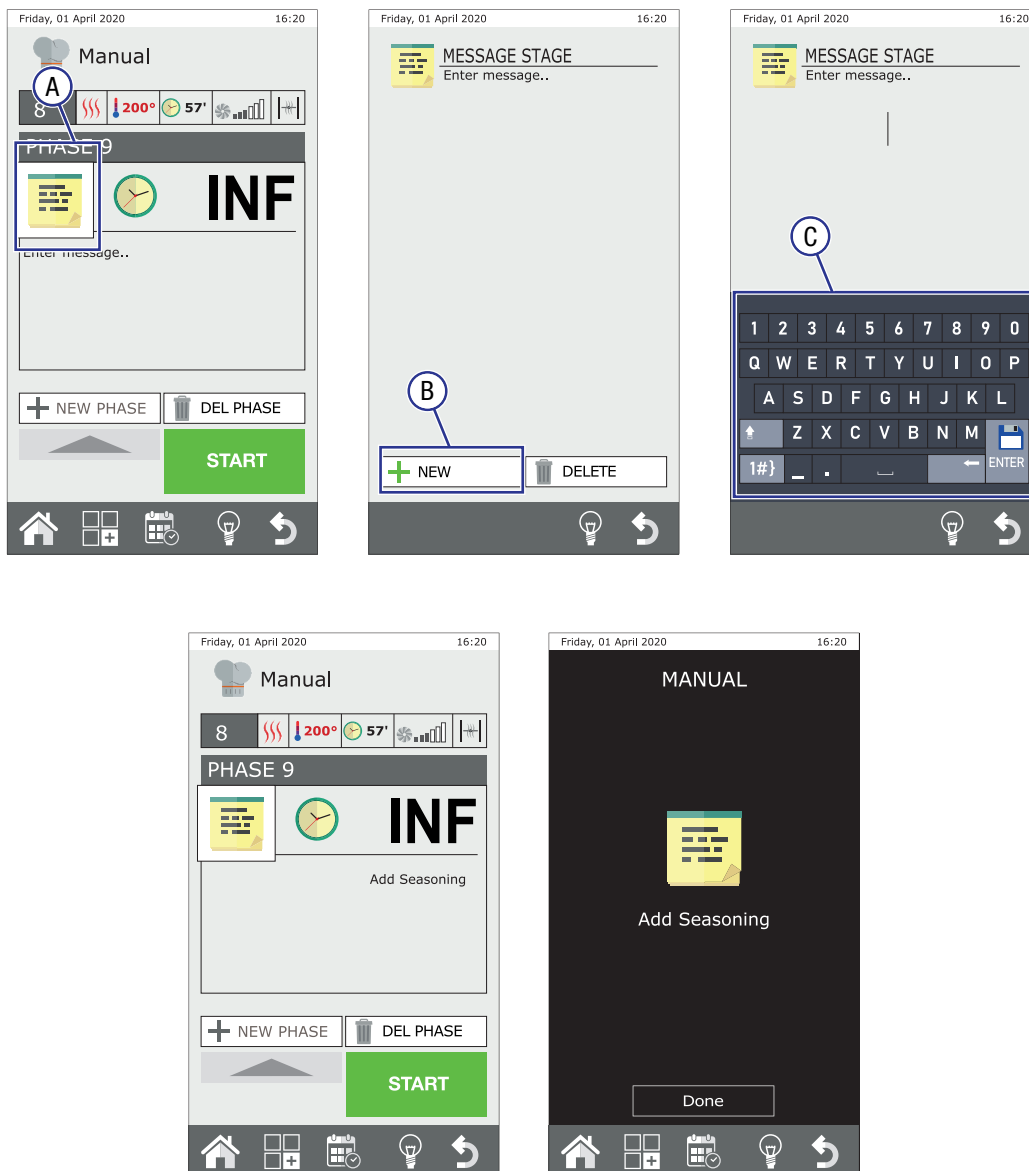 Friday, 01 April 2020 16:20
Manual
A
8 200° 57'
PHASE 9
INF
Enter message..
NEW PHASE DEL PHASE
START
Friday, 01 April 2020 16:20
MESSAGE STAGE
Enter message..
B
NEW DELETE
Friday, 01 April 2020 16:20
MESSAGE STAGE
Enter message..
C
1 2 3 4 5 6 7 8 9 0
Q W E R T Y U I O P
A S D F G H J K L
Z X C V B N M
1#} _ . ENTER
Friday, 01 April 2020 16:20
Manual
8 200° 57'
PHASE 9
INF
Add Seasoning
NEW PHASE DEL PHASE
START
Friday, 01 April 2020 16:20
MANUAL
Add Seasoning
Done